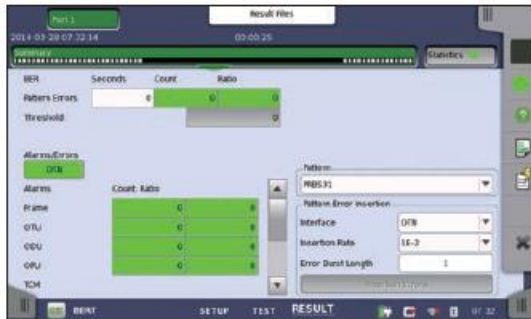 Port 1
Result Files
2014-03-28 07:32:14
00:00:25
Summary
Statistics
BER
Seconds
Count
Ratio
Pattern Errors
0
0
0
Threshold
0
Alarms/Errors
OTN
Alarms
Count
Ratio
Frame
0
0
OTU
0
0
ODU
0
0
OPU
0
0
TCM
Pattern
PRBS31
Pattern Error Insertion
Interface
OTN
Insertion Rate
1E-3
Error Burst Length
1
BERT
SETUP
TEST
RESULT
07:32